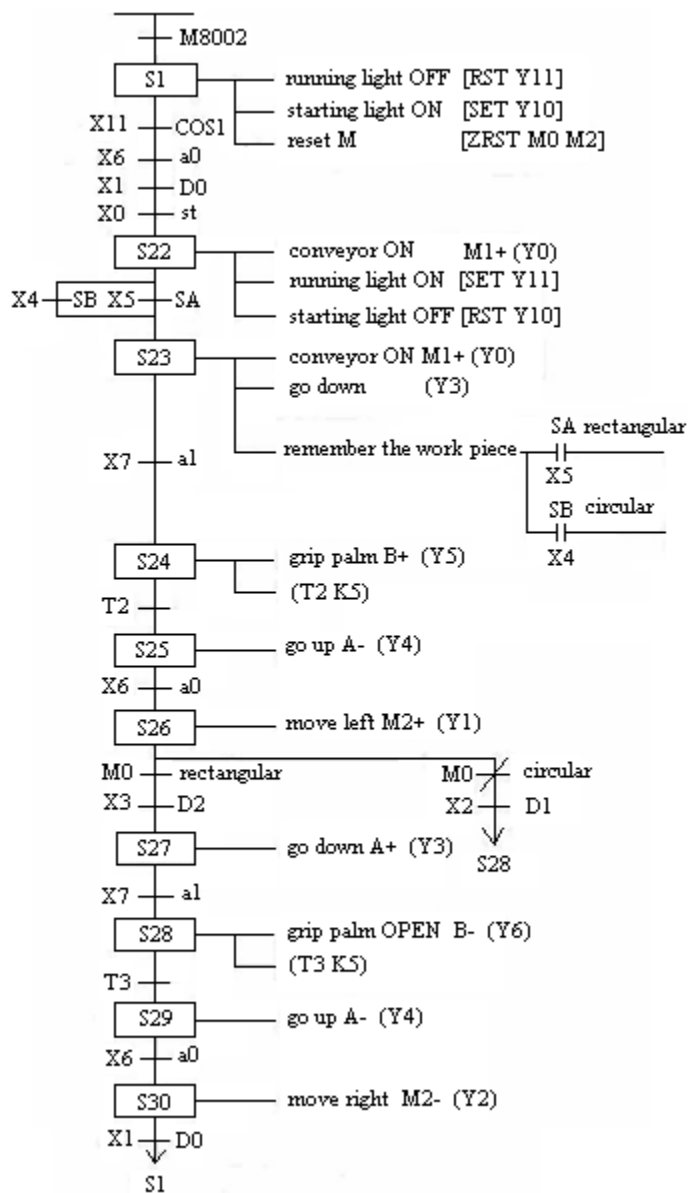 M8002
S1 running light OFF [RST Y11]
starting light ON [SET Y10]
X11 COS1
reset M [ZRST M0 M2]
X6 a0
X1 D0
X0 st
S22 conveyor ON M1+ (Y0)
running light ON [SET Y11]
X4 SB X5 SA
starting light OFF [RST Y10]
S23 conveyor ON M1+ (Y0)
go down (Y3)
SA rectangular
remember the work piece
X7 a1
X5
SB circular
X4
S24 grip palm B+ (Y5)
(T2 K5)
T2
S25 go up A- (Y4)
X6 a0
S26 move left M2+ (Y1)
M0 rectangular M0 circular
X3 D2 X2 D1
S27 go down A+ (Y3)
S28
X7 a1
S28 grip palm OPEN B- (Y6)
(T3 K5)
T3
S29 go up A- (Y4)
X6 a0
S30 move right M2- (Y2)
X1 D0
S1